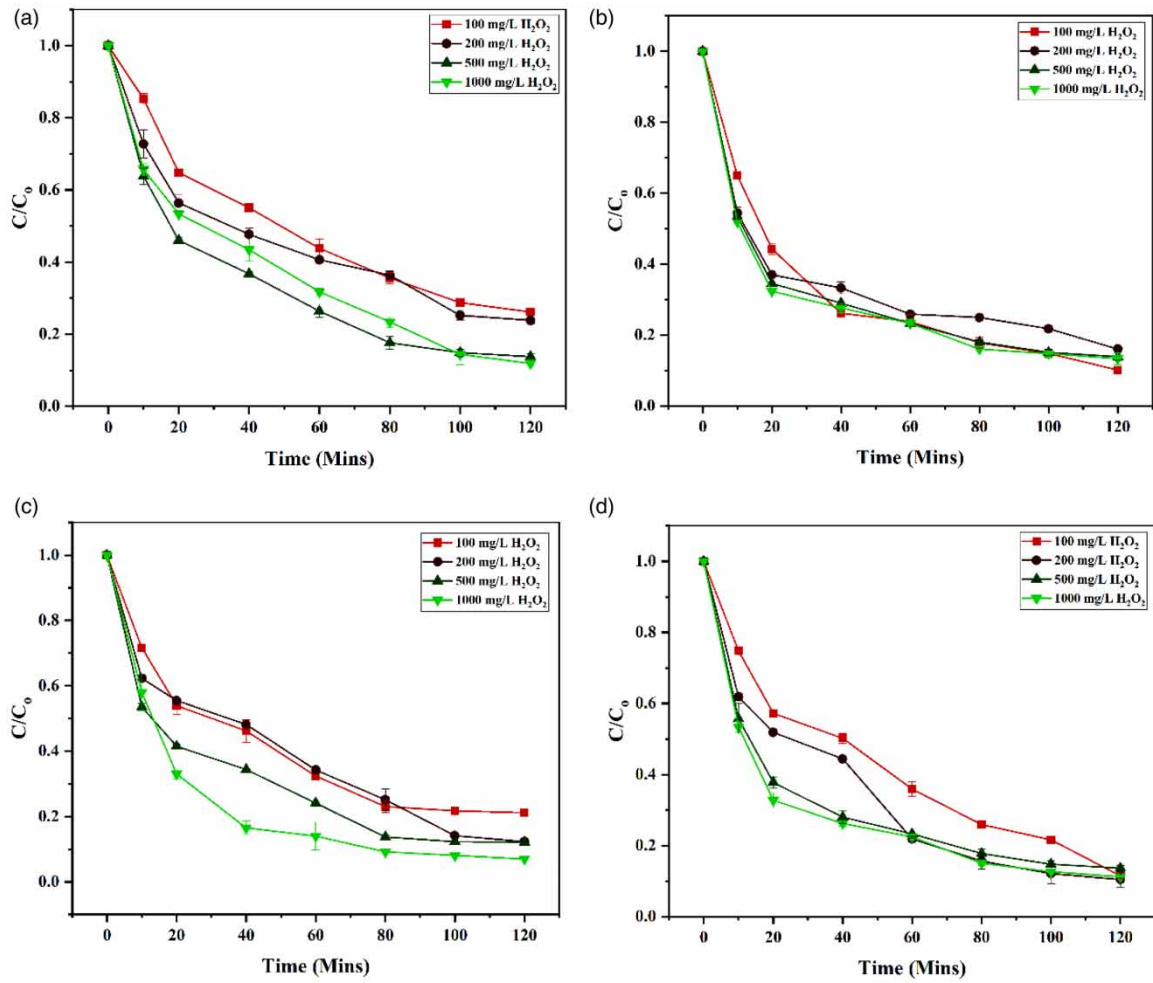 (a)
100 mg/L H₂O₂
200 mg/L H₂O₂
500 mg/L H₂O₂
1000 mg/L H₂O₂
1.0
0.8
0.6
0.4
0.2
0.0
C/Cₒ
0 20 40 60 80 100 120
Time (Mins)
(b)
100 mg/L H₂O₂
200 mg/L H₂O₂
500 mg/L H₂O₂
1000 mg/L H₂O₂
1.0
0.8
0.6
0.4
0.2
0.0
C/Cₒ
0 20 40 60 80 100 120
Time (Mins)
(c)
100 mg/L H₂O₂
200 mg/L H₂O₂
500 mg/L H₂O₂
1000 mg/L H₂O₂
1.0
0.8
0.6
0.4
0.2
0.0
C/Cₒ
0 20 40 60 80 100 120
Time (Mins)
(d)
100 mg/L H₂O₂
200 mg/L H₂O₂
500 mg/L H₂O₂
1000 mg/L H₂O₂
1.0
0.8
0.6
0.4
0.2
0.0
C/Cₒ
0 20 40 60 80 100 120
Time (Mins)